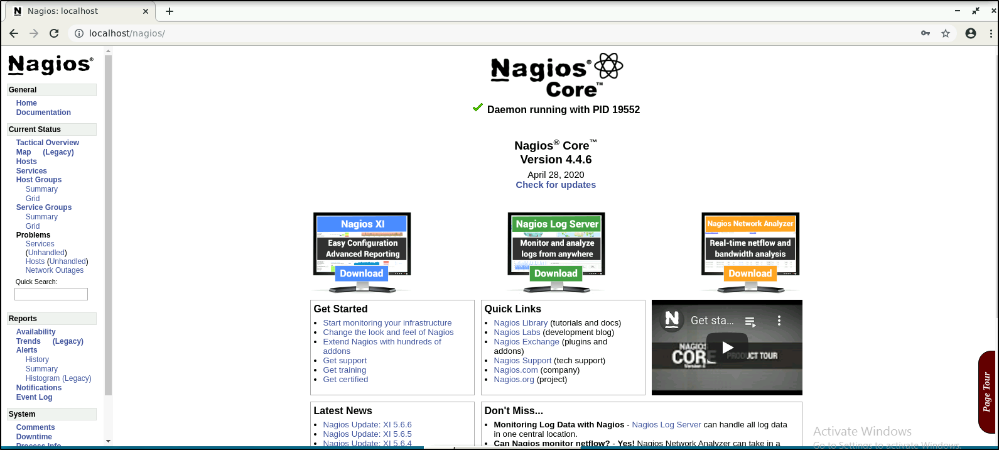 Nagios: localhost
localhost/nagios/
Nagios®
General
Home
Documentation
Current Status
Tactical Overview
Map (Legacy)
Hosts
Services
Host Groups
Summary
Grid
Service Groups
Summary
Grid
Problems
Services
(Unhandled)
Hosts (Unhandled)
Network Outages
Quick Search:
Reports
Availability
Trends (Legacy)
Alerts
History
Summary
Histogram (Legacy)
Notifications
Event Log
System
Comments
Downtime
Process Info
Nagios®
Core™
Daemon running with PID 19552
Nagios® Core™
Version 4.4.6
April 28, 2020
Check for updates
Nagios XI
Easy Configuration
Advanced Reporting
Download
Nagios Log Server
Monitor and analyze
logs from anywhere
Download
Nagios Network Analyzer
Real-time netflow and
bandwidth analysis
Download
Get Started
Start monitoring your infrastructure
Change the look and feel of Nagios
Extend Nagios with hundreds of
addons
Get support
Get training
Get certified
Quick Links
Nagios Library (tutorials and docs)
Nagios Labs (development blog)
Nagios Exchange (plugins and
addons)
Nagios Support (tech support)
Nagios.com (company)
Nagios.org (project)
N Get sta...
NAGIOS
CORE PRODUCT TOUR
Latest News
Nagios Update: XI 5.6.6
Nagios Update: XI 5.6.5
Nagios Update: XI 5.6.4
Don't Miss...
Monitoring Log Data with Nagios - Nagios Log Server can handle all log data
in one central location.
Can Nagios monitor netflow? - Yes! Nagios Network Analyzer can take in a
Page Tour
Activate Windows
Go to Settings to activate Windows.